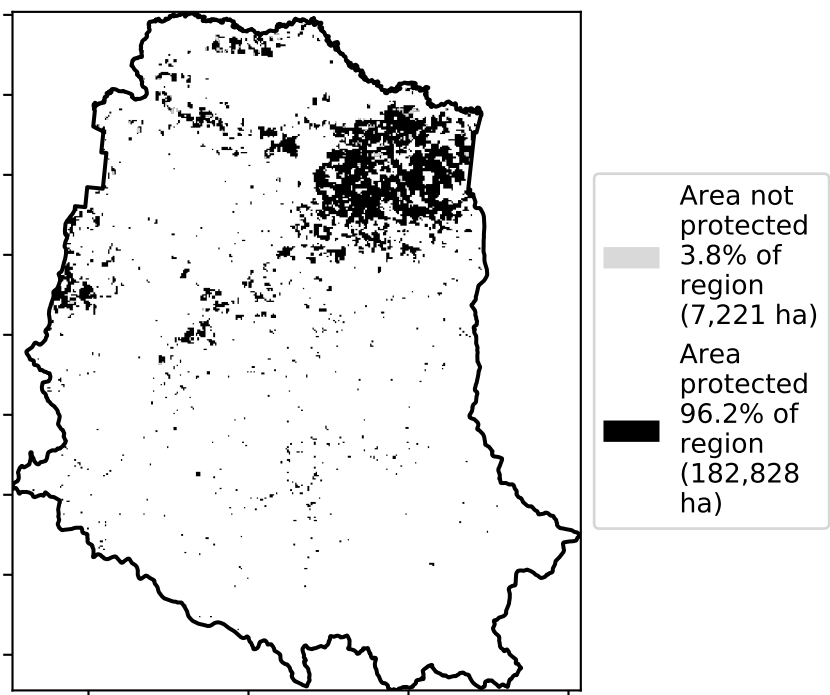 Area not
protected
3.8% of
region
(7,221 ha)
Area
protected
96.2% of
region
(182,828
ha)